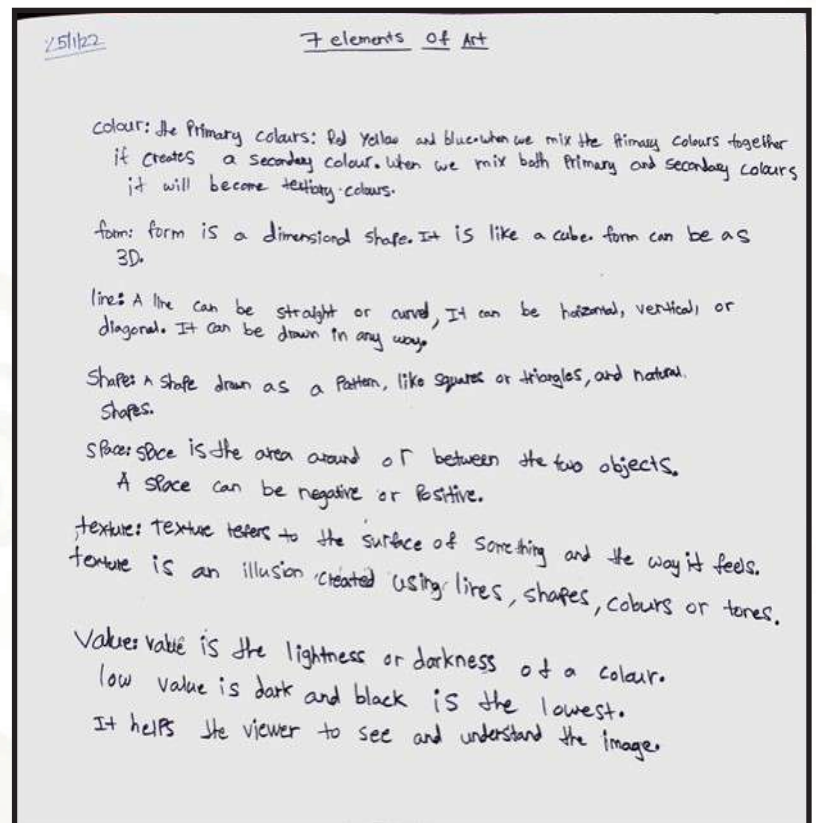 25/1/22
7 elements Of Art
colour: the Primary colours: Red Yellow and blue. when we mix the Primary colours together
it creates a secondary colour. when we mix both Primary and secondary colours
it will become tertiary colours.
form: form is a dimensional shape. It is like a cube. form can be as
3D.
line: A line can be straight or curved, It can be horizontal, vertical, or
diagonal. It can be drawn in any way.
Shape: A shape drawn as a Pattern, like squares or triangles, and natural.
Shapes.
Space: Space is the area around or between the two objects.
A space can be negative or Positive.
texture: Texture refers to the surface of something and the way it feels.
texture is an illusion created using lines, shapes, colours or tones.
Value: value is the lightness or darkness of a colour.
low value is dark and black is the lowest.
It helps the viewer to see and understand the image.